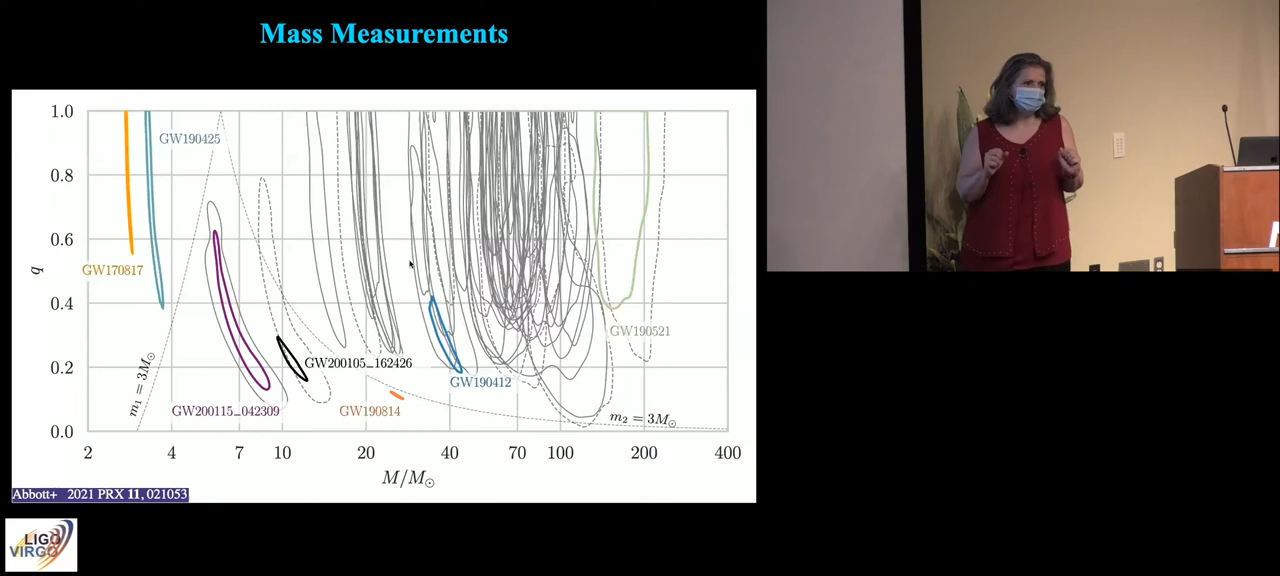 Mass Measurements
1.0
0.8
0.6
0.4
0.2
0.0
q
GW190425
GW170817
m₁ = 3M☉
GW200115_042309
GW200105_162426
GW190814
GW190412
GW190521
m₂ = 3M☉
2 4 7 10 20 40 70 100 200 400
M/M☉
Abbott+ 2021 PRX 11, 021053
LIGO
VIRGO